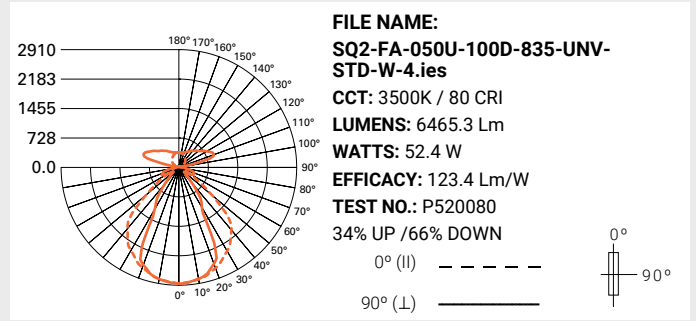 2910
2183
1455
728
0.0
180° 170° 160° 150° 140° 130° 120° 110° 100° 90° 80° 70° 60° 50° 40° 30° 20° 10° 0°
FILE NAME:
SQ2-FA-050U-100D-835-UNV-
STD-W-4.ies
CCT: 3500K / 80 CRI
LUMENS: 6465.3 Lm
WATTS: 52.4 W
EFFICACY: 123.4 Lm/W
TEST NO.: P520080
34% UP /66% DOWN
0° (II)
90° (⊥)
0°
90°